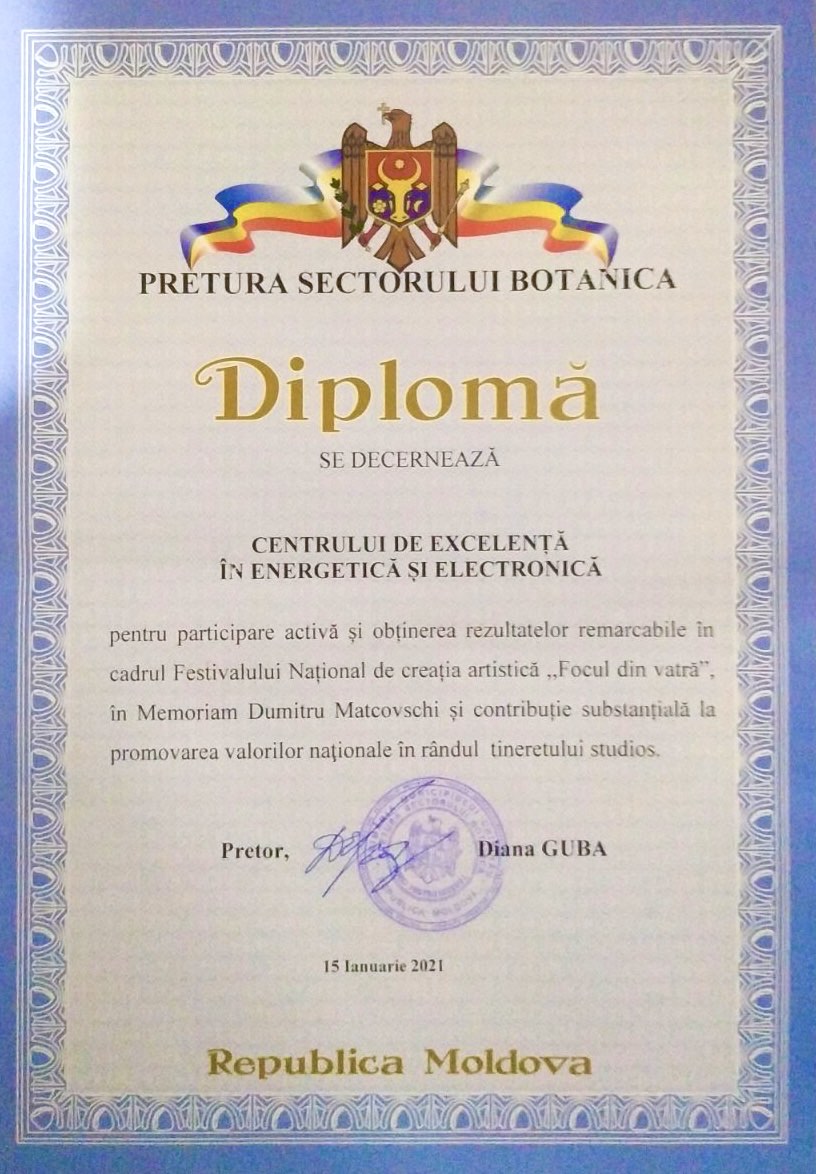 PRETURA SECTORULUI BOTANICA
Diplomă
SE DECERNEAZĂ
CENTRULUI DE EXCELENȚĂ
ÎN ENERGETICĂ ȘI ELECTRONICĂ
pentru participare activă și obținerea rezultatelor remarcabile în
cadrul Festivalului Național de creația artistică ,,Focul din vatră”,
în Memoriam Dumitru Matcovschi și contribuție substanțială la
promovarea valorilor naționale în rândul tineretului studios.
Pretor, Diana GUBA
REPUBLICA MOLDOVA
15 Ianuarie 2021
Republica Moldova